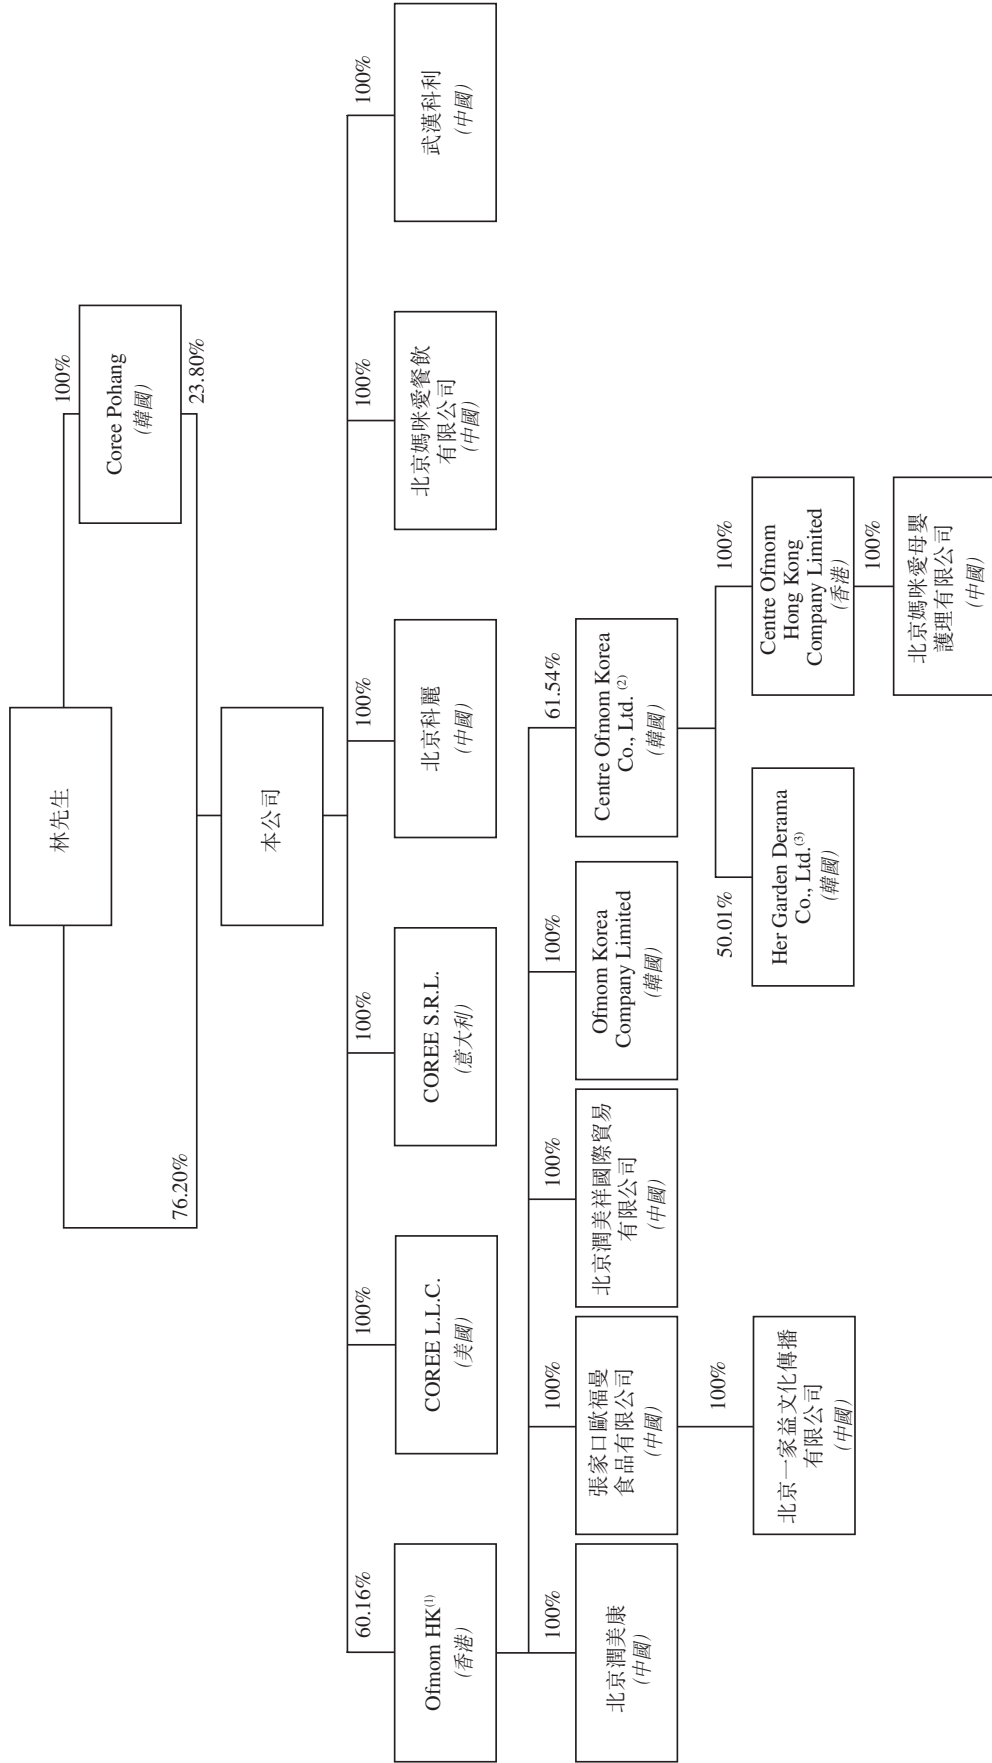 林先生
100%
Coree Pohang
(韓國)
76.20%
23.80%
本公司
60.16%
100%
100%
100%
100%
100%
Ofmom HK(1)
(香港)
COREE L.L.C.
(美國)
COREE S.R.L.
(意大利)
北京科麗
(中國)
北京媽咪愛餐飲
有限公司
(中國)
武漢科利
(中國)
100%
100%
100%
100%
61.54%
北京潤美康
(中國)
張家口歐福曼
食品有限公司
(中國)
北京潤美祥國際貿易
有限公司
(中國)
Ofmom Korea
Company Limited
(韓國)
Centre Ofmom Korea
Co., Ltd. (2)
(韓國)
100%
50.01%
100%
北京一家益文化傳播
有限公司
(中國)
Her Garden Derama
Co., Ltd.(3)
(韓國)
Centre Ofmom
Hong Kong
Company Limited
(香港)
100%
北京媽咪愛母嬰
護理有限公司
(中國)